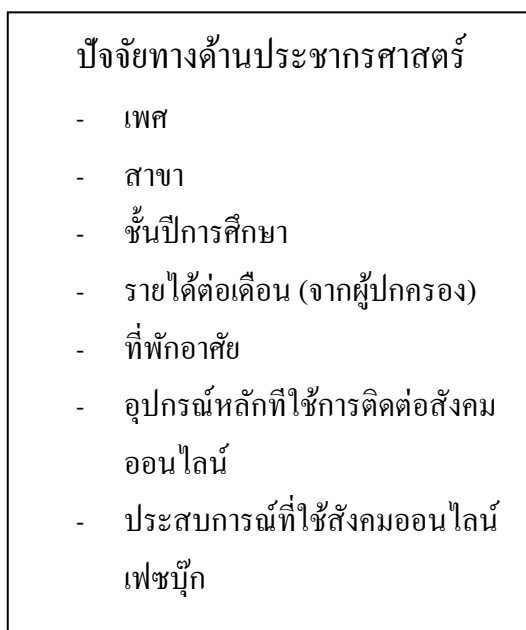 ปัจจัยทางด้านประชากรศาสตร์
- เพศ
- สาขา
- ชั้นปีการศึกษา
- รายได้ต่อเดือน (จากผู้ปกครอง)
- ที่พักอาศัย
- อุปกรณ์หลักทีใช้การติดต่อสังคม
ออนไลน์
- ประสบการณ์ที่ใช้สังคมออนไลน์
เฟซบุ๊ก